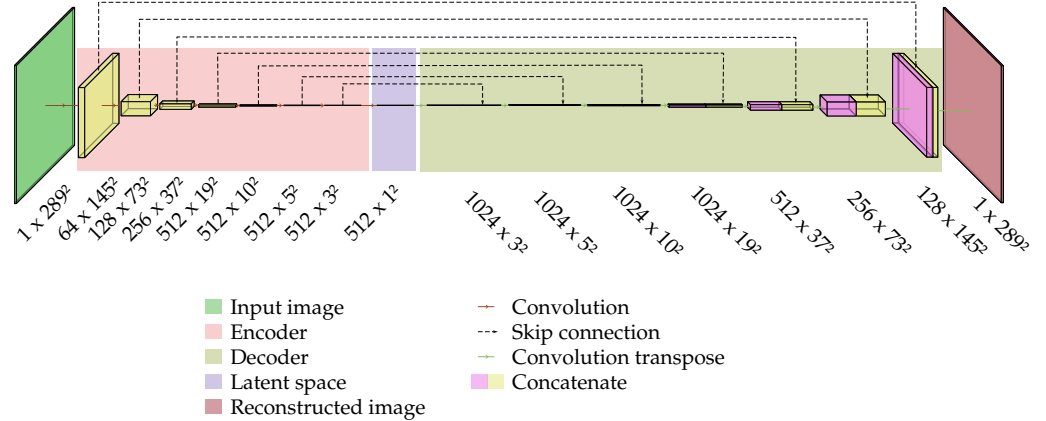 1 x 289²
64 x 145²
128 x 73²
256 x 37²
512 x 19²
512 x 10²
512 x 5²
512 x 3²
512 x 1²
1024 x 3²
1024 x 5²
1024 x 10²
1024 x 19²
512 x 37²
256 x 73²
128 x 145²
1 x 289²
Input image
Encoder
Decoder
Latent space
Reconstructed image
Convolution
Skip connection
Convolution transpose
Concatenate